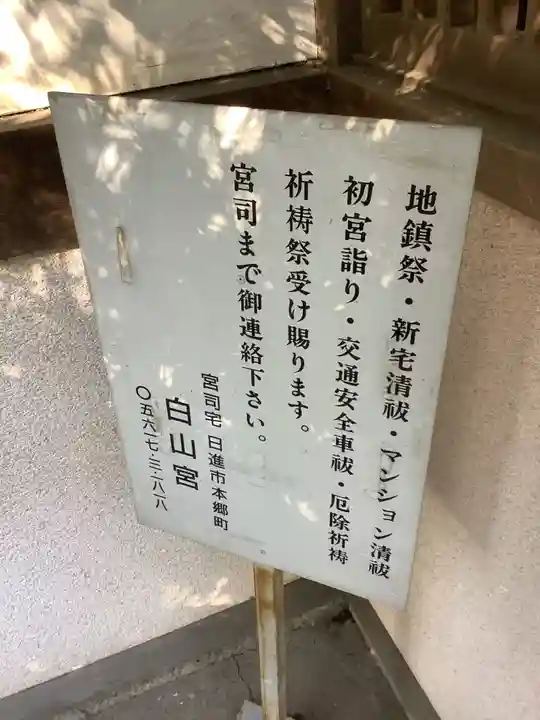 地鎮祭・新宅清祓・マンション清祓
初宮詣り・交通安全車祓・厄除祈祷
祈祷祭受け賜ります。
宮司まで御連絡下さい。
宮司宅 日進市本郷町
白山宮
〇五六一七・三・一八一八